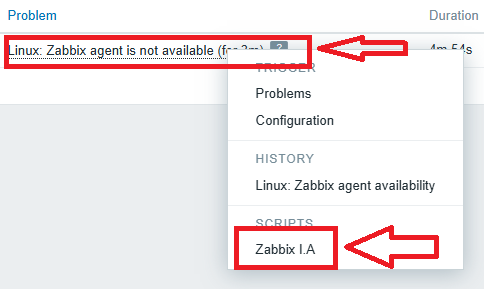 Problem Duration
Linux: Zabbix agent is not available (for 3m) ? 4m 54s
TRIGGER
Problems
Configuration
HISTORY
Linux: Zabbix agent availability
SCRIPTS
Zabbix I.A